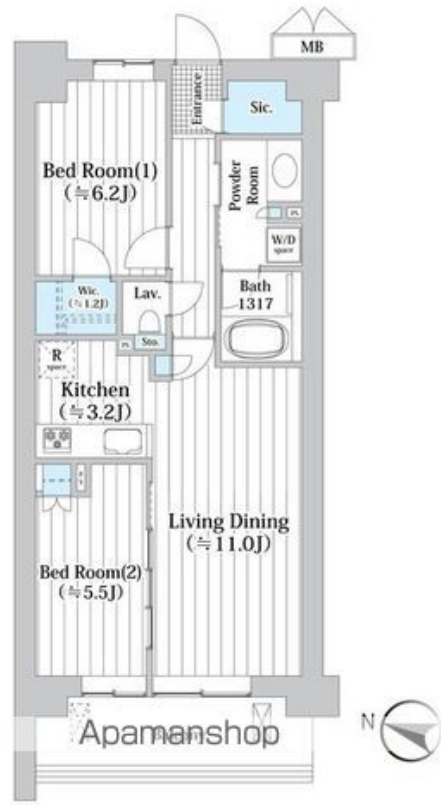 MB
Entrance
Sic.
Bed Room(1)
(≒6.2J)
Powder
Room
PS
W/D
space
Wic.
(≒1.2J)
Lav.
Bath
1317
PS
Sto.
R
space
Kitchen
(≒3.2J)
PS
Living Dining
(≒11.0J)
Bed Room(2)
(≒5.5J)
Apamanshop
N